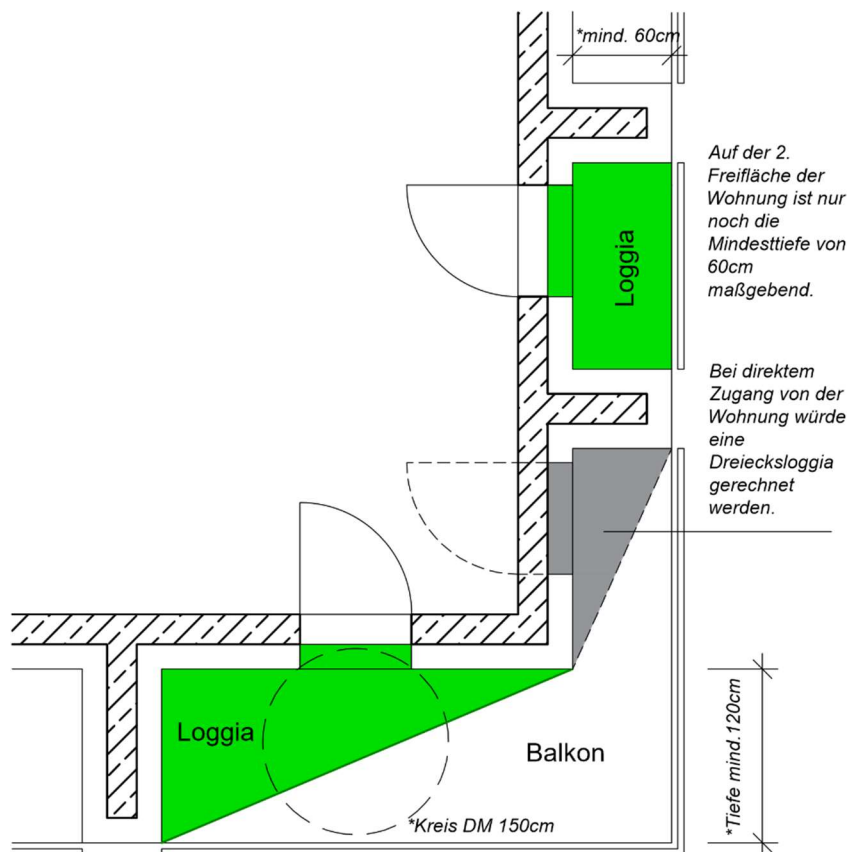 *mind. 60cm
Auf der 2.
Freifläche der
Wohnung ist nur
noch die
Mindesttiefe von
60cm
maßgebend.
Loggia
Bei direktem
Zugang von der
Wohnung würde
eine
Dreiecksloggia
gerechnet
werden.
Loggia
Balkon
*Tiefe mind.120cm
*Kreis DM 150cm